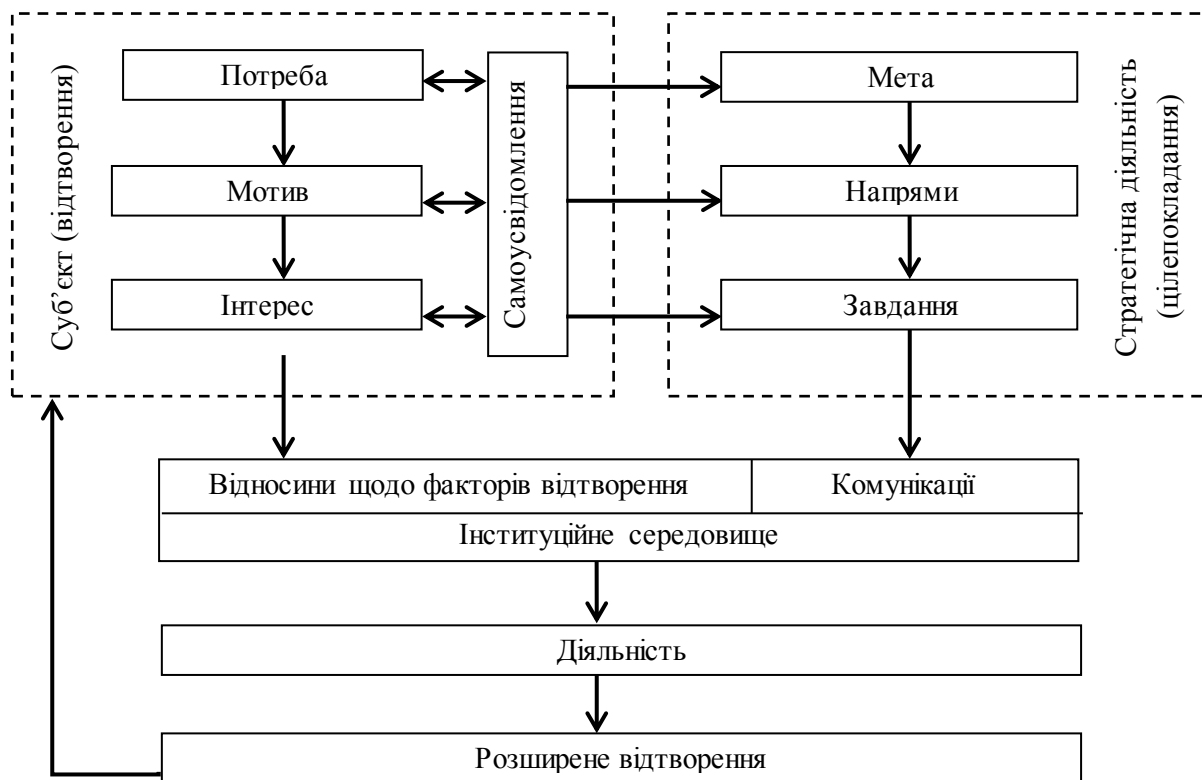 Суб’єкт (відтворення)
Потреба
Мотив
Інтерес
Самоусвідомлення
Мета
Напрями
Завдання
Стратегічна діяльність
(цілепокладання)
Відносини щодо факторів відтворення
Комунікації
Інституційне середовище
Діяльність
Розширене відтворення